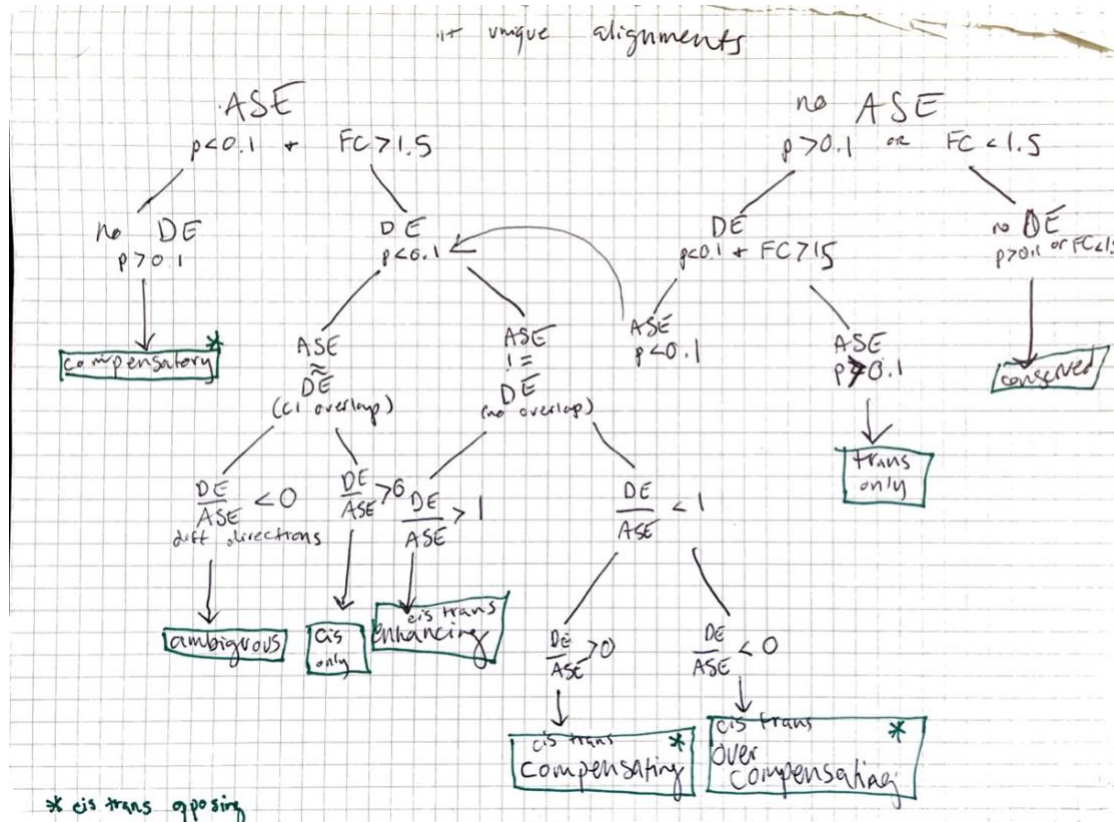 unique alignments
ASE
p<0.1 + FC>1.5
no ASE
p>0.1 or FC<1.5
no DE
p>0.1
DE
p<0.1
DE
p<0.1 + FC>1.5
no DE
p>0.1 or FC<1.5
compensatory *
ASE
≈
DE
(CI overlap)
ASE
!=
DE
(no overlap)
ASE
p<0.1
ASE
p>0.1
conserved
trans
only
DE
ASE <0
diff directions
DE
ASE >0
DE
ASE >1
DE
ASE <1
ambiguous
cis
only
cis trans
enhancing
DE
ASE >0
DE
ASE <0
cis trans *
compensating
cis trans *
over
compensating
* cis trans opposing